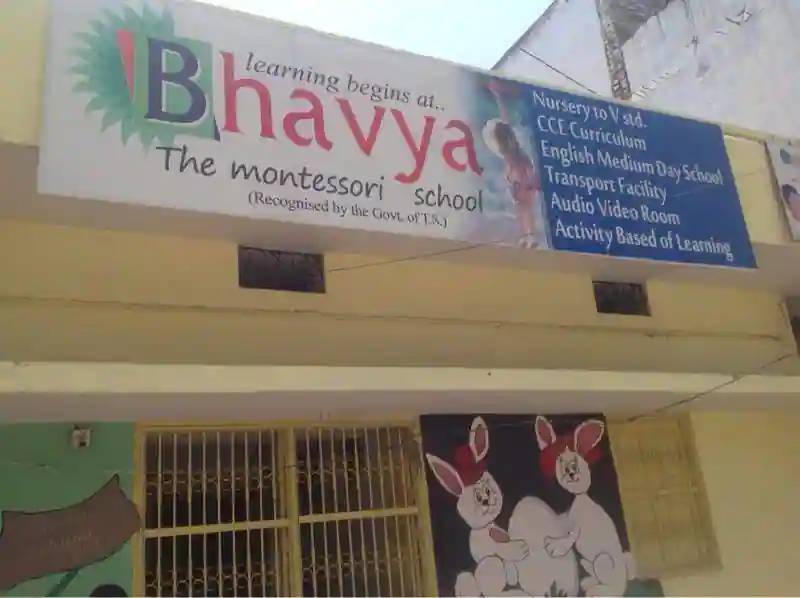 learning begins at..
Bhavya
The montessori school
(Recognised by the Govt. of T.S.)
Nursery to V std.
CCE Curriculum
English Medium Day School
Transport Facility
Audio Video Room
Activity Based of Learning